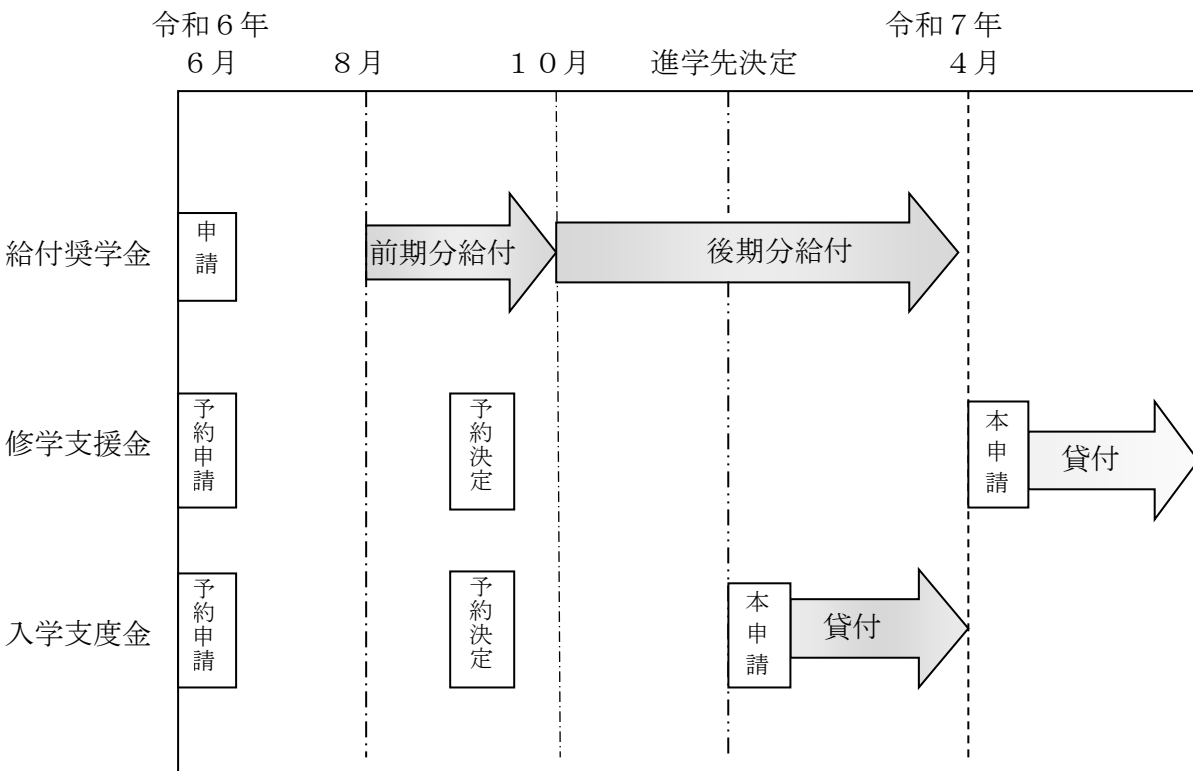 令和６年
６月
８月
１０月
進学先決定
令和７年
４月
給付奨学金
申請
前期分給付
後期分給付
修学支援金
予約申請
予約決定
本申請
貸付
入学支度金
予約申請
予約決定
本申請
貸付